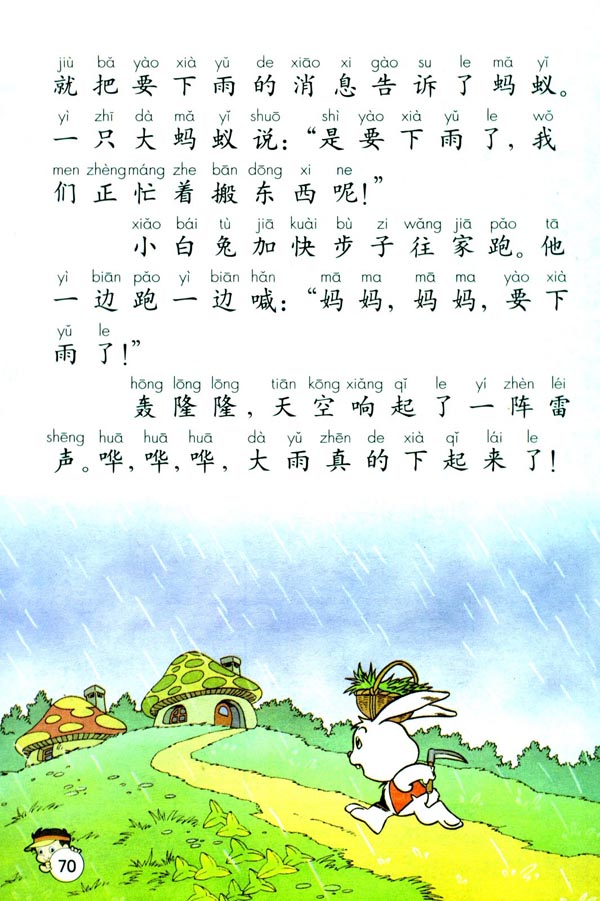 jiù bǎ yào xià yǔ de xiāo xi gào su le mǎ yǐ
就把要下雨的消息告诉了蚂蚁。
yì zhī dà mǎ yǐ shuō shì yào xià yǔ le wǒ
一只大蚂蚁说：“是要下雨了，我
men zhèng máng zhe bān dōng xi ne
们正忙着搬东西呢！”
xiǎo bái tù jiā kuài bù zi wǎng jiā pǎo tā
小白兔加快步子往家跑。他
yì biān pǎo yì biān hǎn mā ma mā ma yào xià
一边跑一边喊：“妈妈，妈妈，要下
yǔ le
雨了！”
hōng lōng lōng tiān kōng xiǎng qǐ le yí zhèn léi
轰隆隆，天空响起了一阵雷
shēng huā huā huā dà yǔ zhēn de xià qǐ lái le
声。哗，哗，哗，大雨真的下起来了！
70